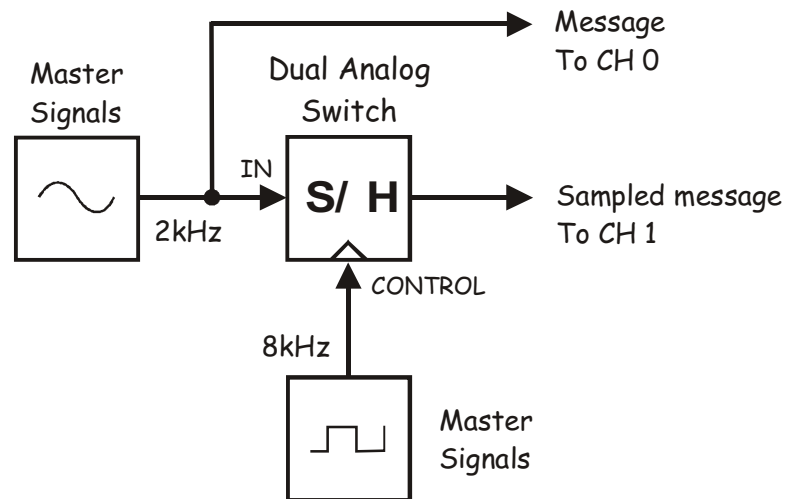 Message
To CH 0
Master
Signals
Dual Analog
Switch
IN
S/ H
2kHz
Sampled message
To CH 1
CONTROL
8kHz
Master
Signals